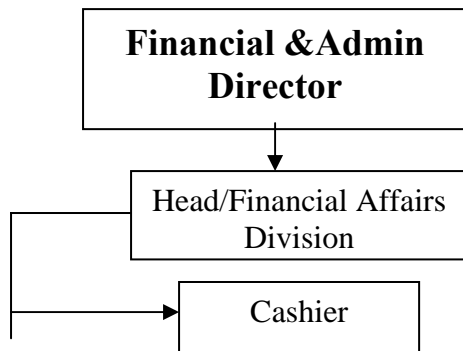 Financial &Admin
Director
Head/Financial Affairs
Division
Cashier